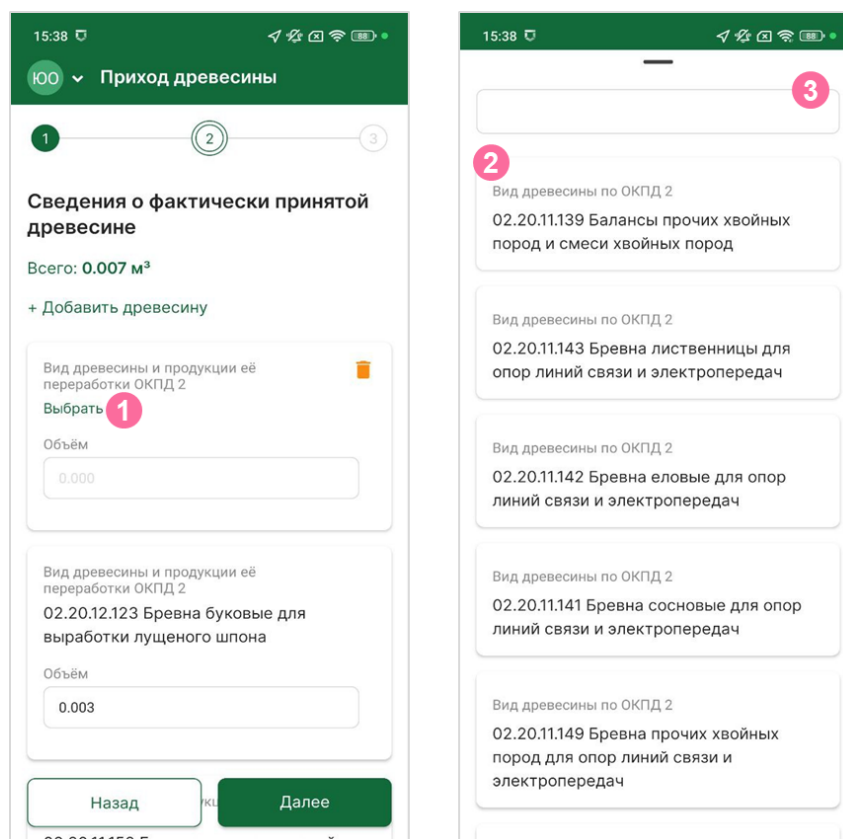 15:38
88
ЮО Приход древесины
1
2
3
Сведения о фактически принятой
древесине
Всего: 0.007 м³
+ Добавить древесину
Вид древесины и продукции её
переработки ОКПД 2
Выбрать 1
Объём
0.000
Вид древесины и продукции её
переработки ОКПД 2
02.20.12.123 Бревна буковые для
выработки лущеного шпона
Объём
0.003
Назад
Далее
15:38
88
3
2
Вид древесины по ОКПД 2
02.20.11.139 Балансы прочих хвойных
пород и смеси хвойных пород
Вид древесины по ОКПД 2
02.20.11.143 Бревна лиственницы для
опор линий связи и электропередач
Вид древесины по ОКПД 2
02.20.11.142 Бревна еловые для опор
линий связи и электропередач
Вид древесины по ОКПД 2
02.20.11.141 Бревна сосновые для опор
линий связи и электропередач
Вид древесины по ОКПД 2
02.20.11.149 Бревна прочих хвойных
пород для опор линий связи и
электропередач